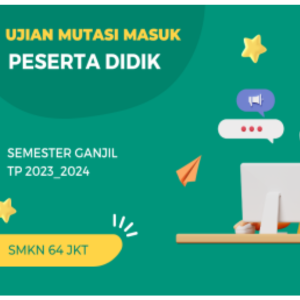 UJIAN MUTASI MASUK
PESERTA DIDIK
SEMESTER GANJIL
TP 2023_2024
SMKN 64 JKT